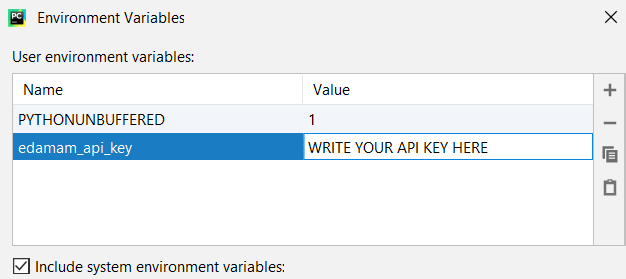 PC
Environment Variables
User environment variables:
Name Value
PYTHONUNBUFFERED 1
edamam_api_key WRITE YOUR API KEY HERE
Include system environment variables: